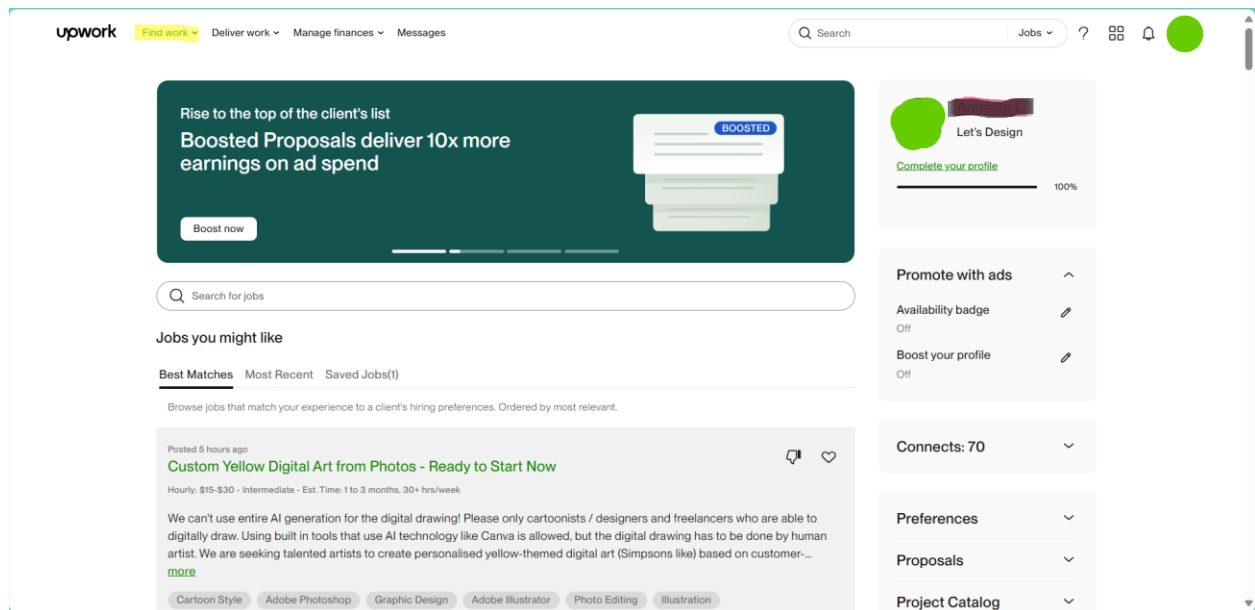 upwork
Find work
Deliver work
Manage finances
Messages
Search
Jobs
?
Rise to the top of the client's list
Boosted Proposals deliver 10x more
earnings on ad spend
BOOSTED
Boost now
Search for jobs
Jobs you might like
Best Matches
Most Recent
Saved Jobs(1)
Browse jobs that match your experience to a client's hiring preferences. Ordered by most relevant.
Posted 5 hours ago
Custom Yellow Digital Art from Photos - Ready to Start Now
Hourly: $15-$30 - Intermediate - Est. Time: 1 to 3 months, 30+ hrs/week
We can't use entire AI generation for the digital drawing! Please only cartoonists / designers and freelancers who are able to
digitally draw. Using built in tools that use AI technology like Canva is allowed, but the digital drawing has to be done by human
artist. We are seeking talented artists to create personalised yellow-themed digital art (Simpsons like) based on customer-...
more
Cartoon Style
Adobe Photoshop
Graphic Design
Adobe Illustrator
Photo Editing
Illustration
Let's Design
Complete your profile
100%
Promote with ads
Availability badge
Off
Boost your profile
Off
Connects: 70
Preferences
Proposals
Project Catalog